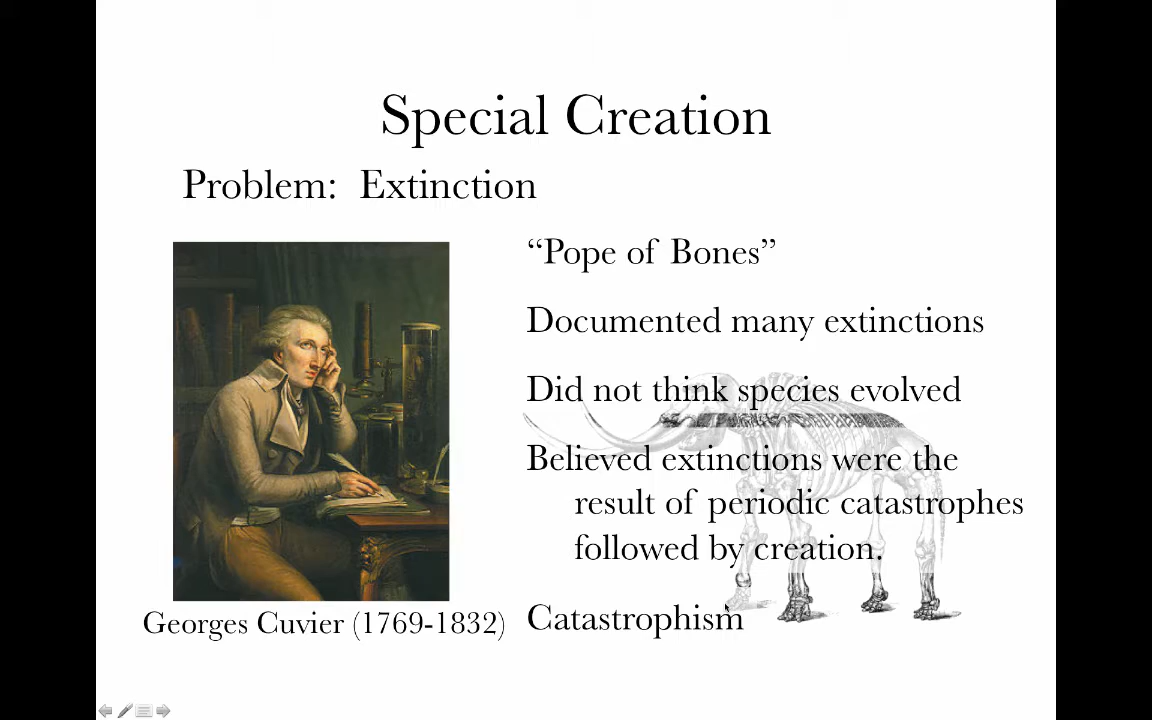 Special Creation
Problem: Extinction
“Pope of Bones”
Documented many extinctions
Did not think species evolved
Believed extinctions were the
result of periodic catastrophes
followed by creation.
Georges Cuvier (1769-1832)
Catastrophism